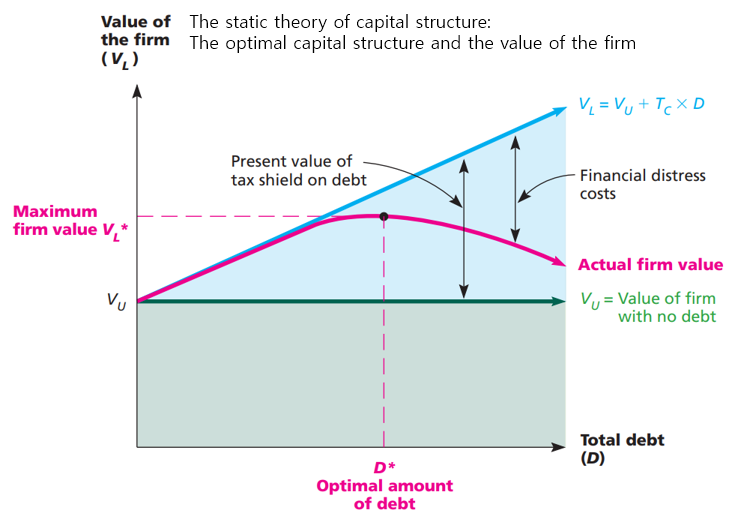 Value of
the firm
(V_L)
The static theory of capital structure:
The optimal capital structure and the value of the firm
V_L = V_U + T_C × D
Present value of
tax shield on debt
Financial distress
costs
Maximum
firm value V_L*
Actual firm value
V_U
V_U = Value of firm
with no debt
Total debt
(D)
D*
Optimal amount
of debt